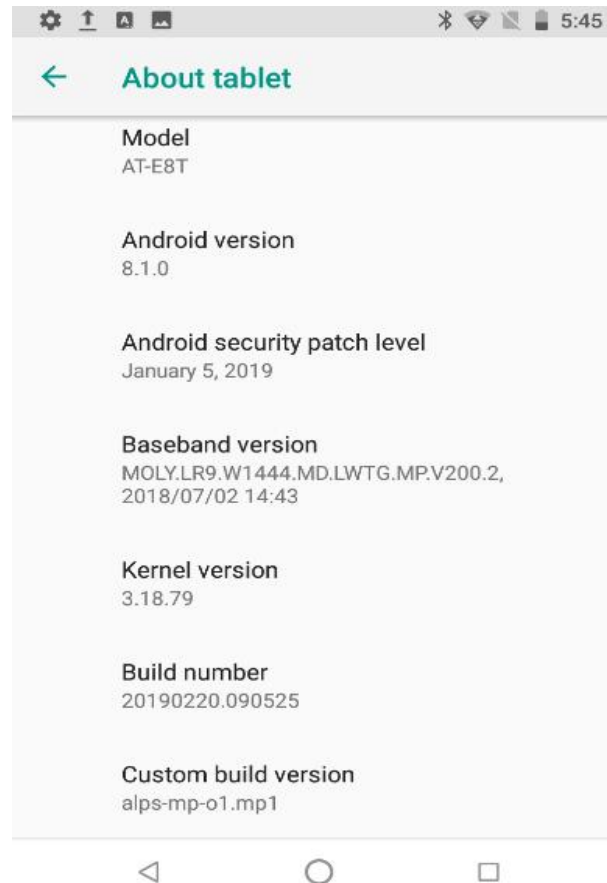 5:45
About tablet
Model
AT-E8T
Android version
8.1.0
Android security patch level
January 5, 2019
Baseband version
MOLY.LR9.W1444.MD.LWTG.MP.V200.2,
2018/07/02 14:43
Kernel version
3.18.79
Build number
20190220.090525
Custom build version
alps-mp-o1.mp1